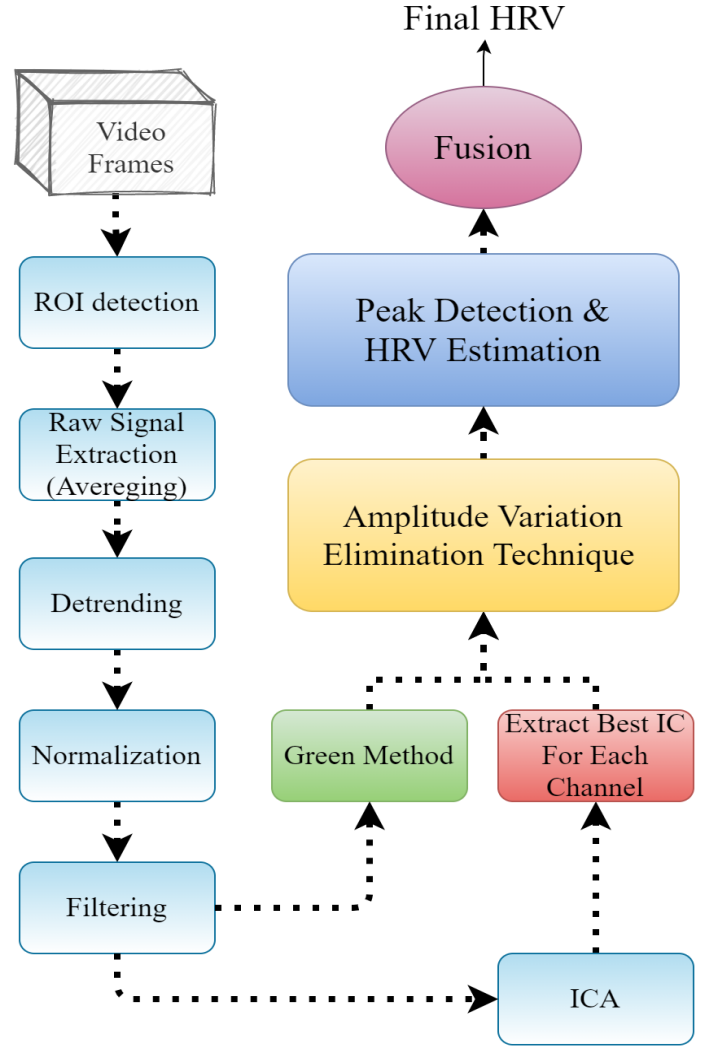 Final HRV
Video
Frames
Fusion
ROI detection
Peak Detection &
HRV Estimation
Raw Signal
Extraction
(Avereging)
Amplitude Variation
Elimination Technique
Detrending
Normalization
Green Method
Extract Best IC
For Each
Channel
Filtering
ICA